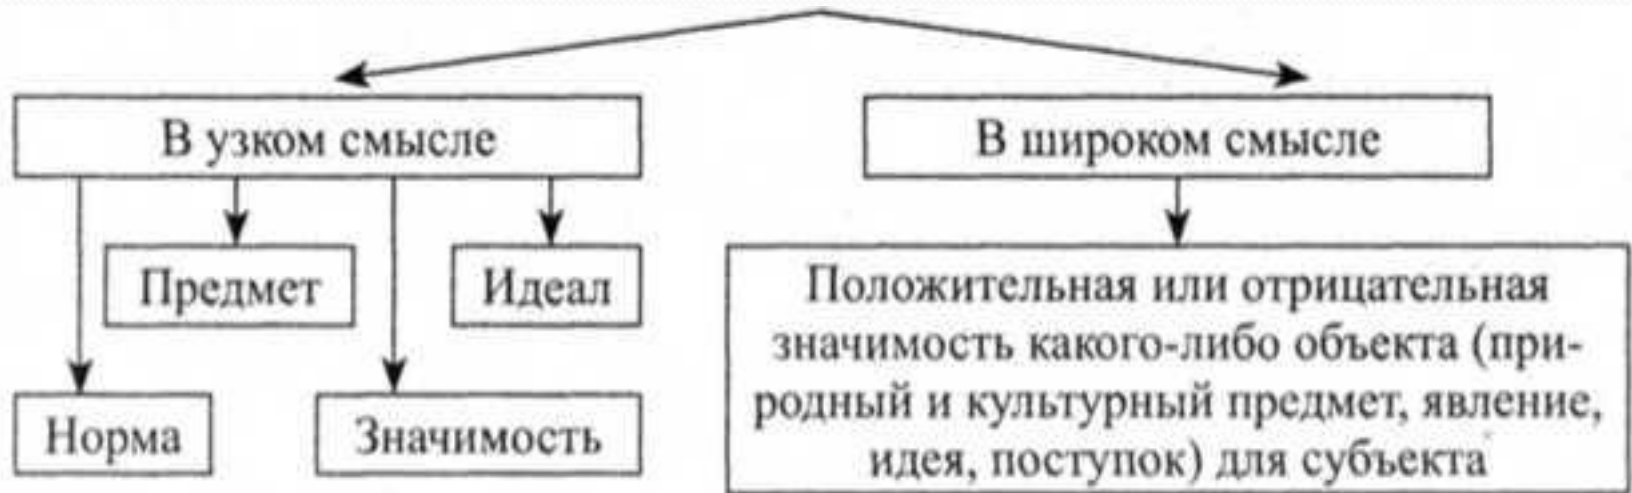 В узком смысле
В широком смысле
Предмет
Идеал
Норма
Значимость
Положительная или отрицательная
значимость какого-либо объекта (при-
родный и культурный предмет, явление,
идея, поступок) для субъекта